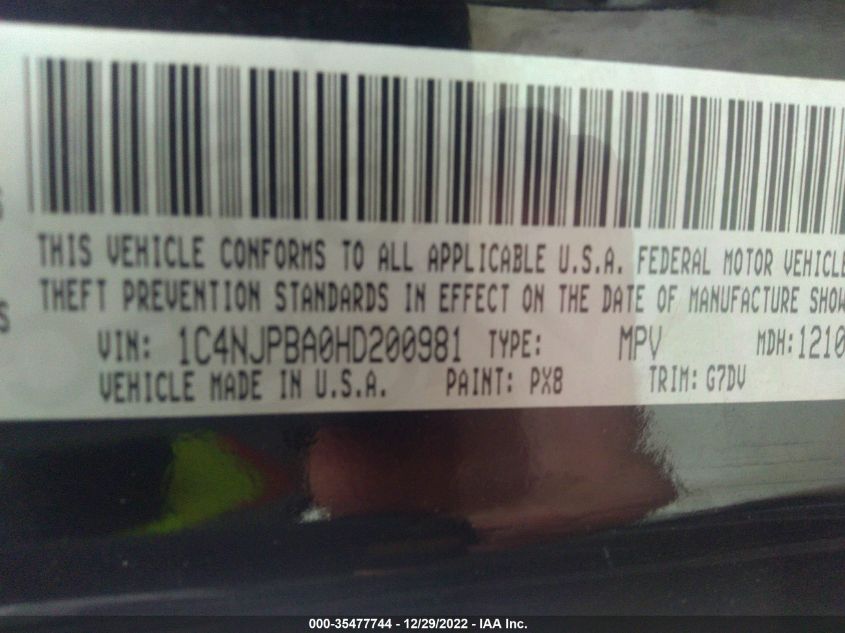 THIS VEHICLE CONFORMS TO ALL APPLICABLE U.S.A. FEDERAL MOTOR VEHICLE
THEFT PREVENTION STANDARDS IN EFFECT ON THE DATE OF MANUFACTURE SHOW
VIN: 1C4NJPBA0HD200981 TYPE: MPV MDH:1210
VEHICLE MADE IN U.S.A. PAINT: PX8 TRIM: G7DV
000-35477744 - 12/29/2022 - IAA Inc.